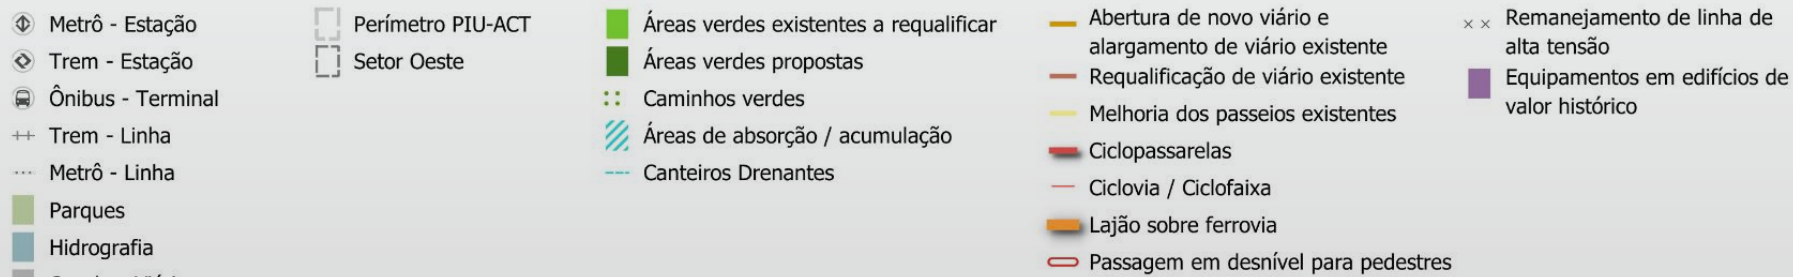 Metrô - Estação
Trem - Estação
Ônibus - Terminal
Trem - Linha
Metrô - Linha
Parques
Hidrografia
Perímetro PIU-ACT
Setor Oeste
Áreas verdes existentes a requalificar
Áreas verdes propostas
Caminhos verdes
Áreas de absorção / acumulação
Canteiros Drenantes
Abertura de novo viário e
alargamento de viário existente
Requalificação de viário existente
Melhoria dos passeios existentes
Ciclopassarelas
Ciclovia / Ciclofaixa
Lajão sobre ferrovia
Passagem em desnível para pedestres
Remanejamento de linha de
alta tensão
Equipamentos em edifícios de
valor histórico